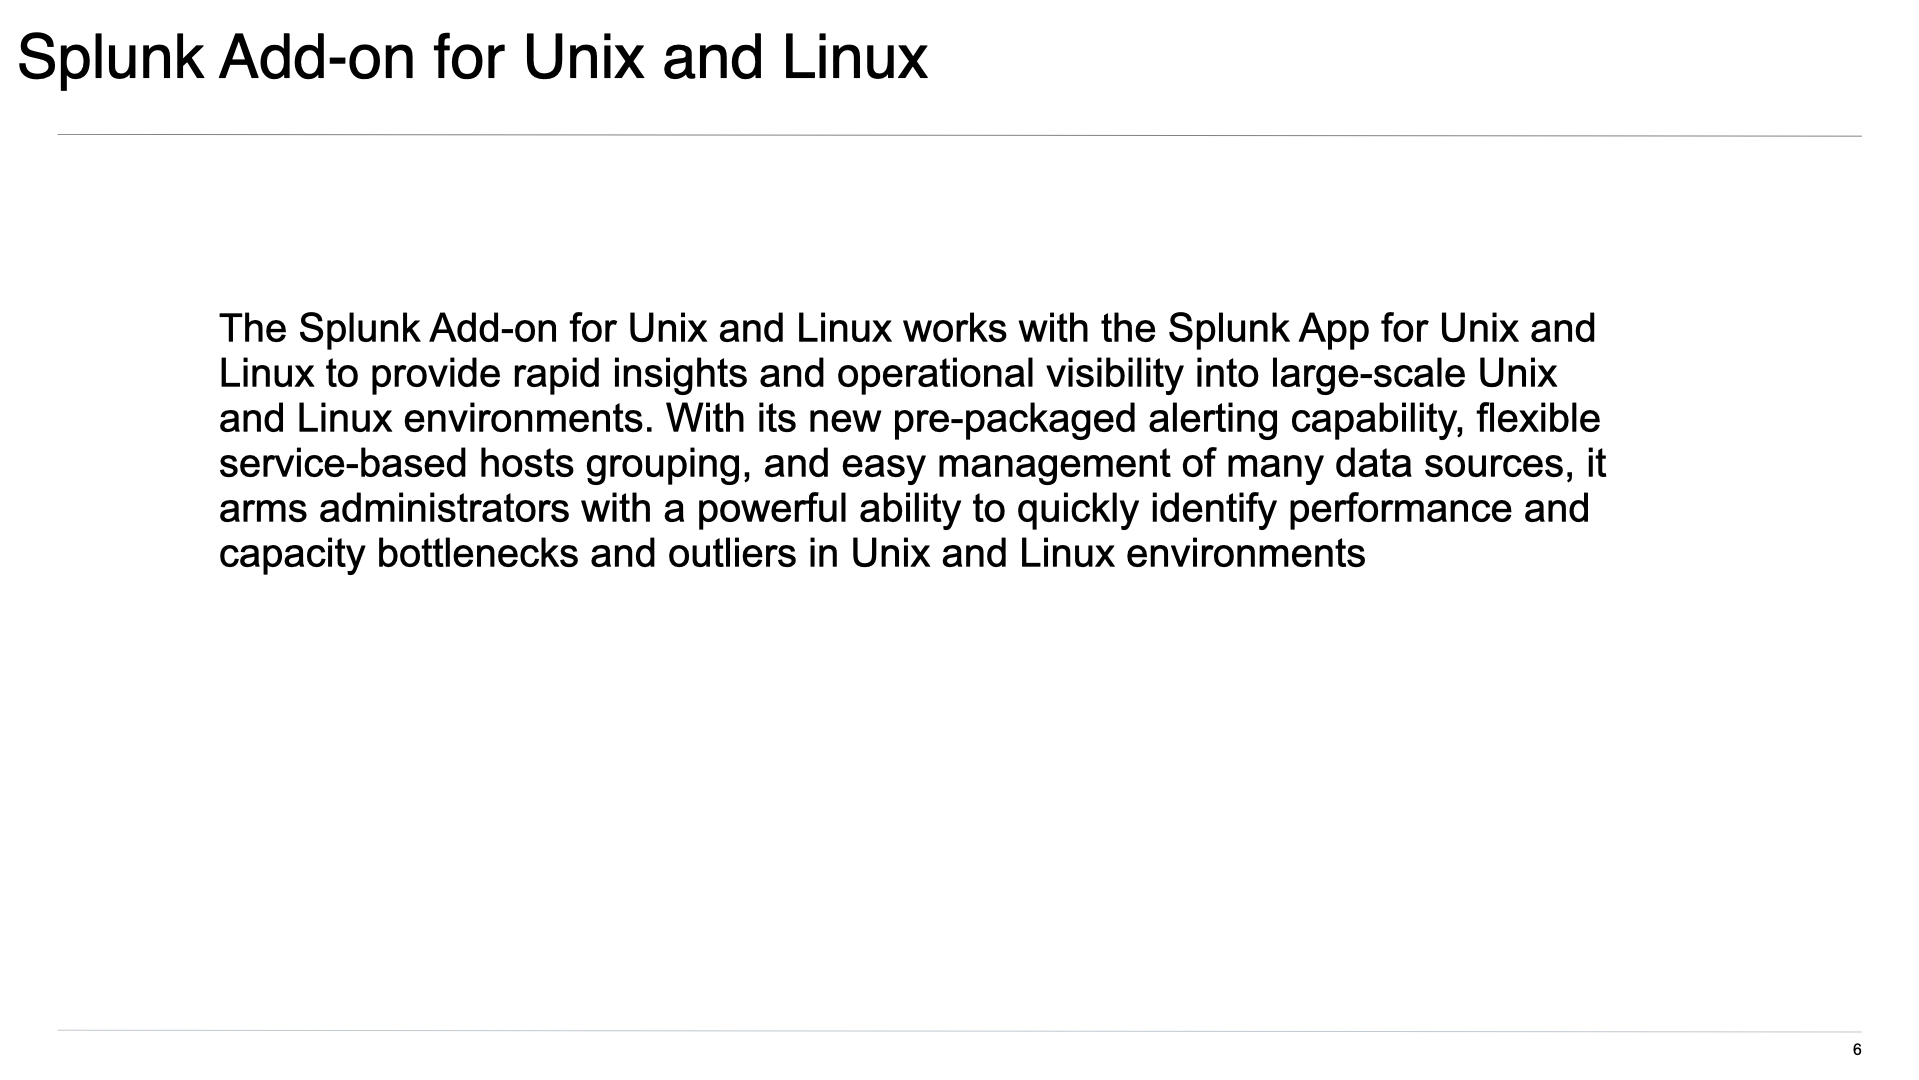 Splunk Add-on for Unix and Linux
The Splunk Add-on for Unix and Linux works with the Splunk App for Unix and
Linux to provide rapid insights and operational visibility into large-scale Unix
and Linux environments. With its new pre-packaged alerting capability, flexible
service-based hosts grouping, and easy management of many data sources, it
arms administrators with a powerful ability to quickly identify performance and
capacity bottlenecks and outliers in Unix and Linux environments
6